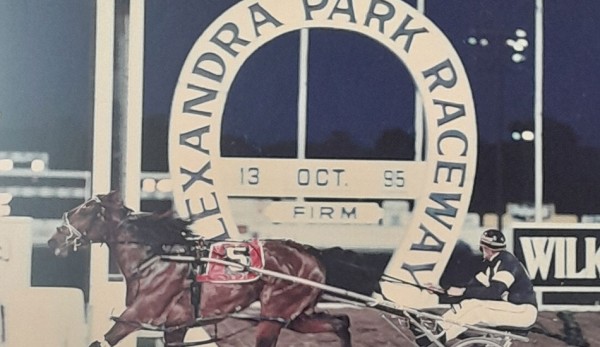 LEXANDRA PARK RACEWAY
13 OCT. 95
FIRM
5
WILK